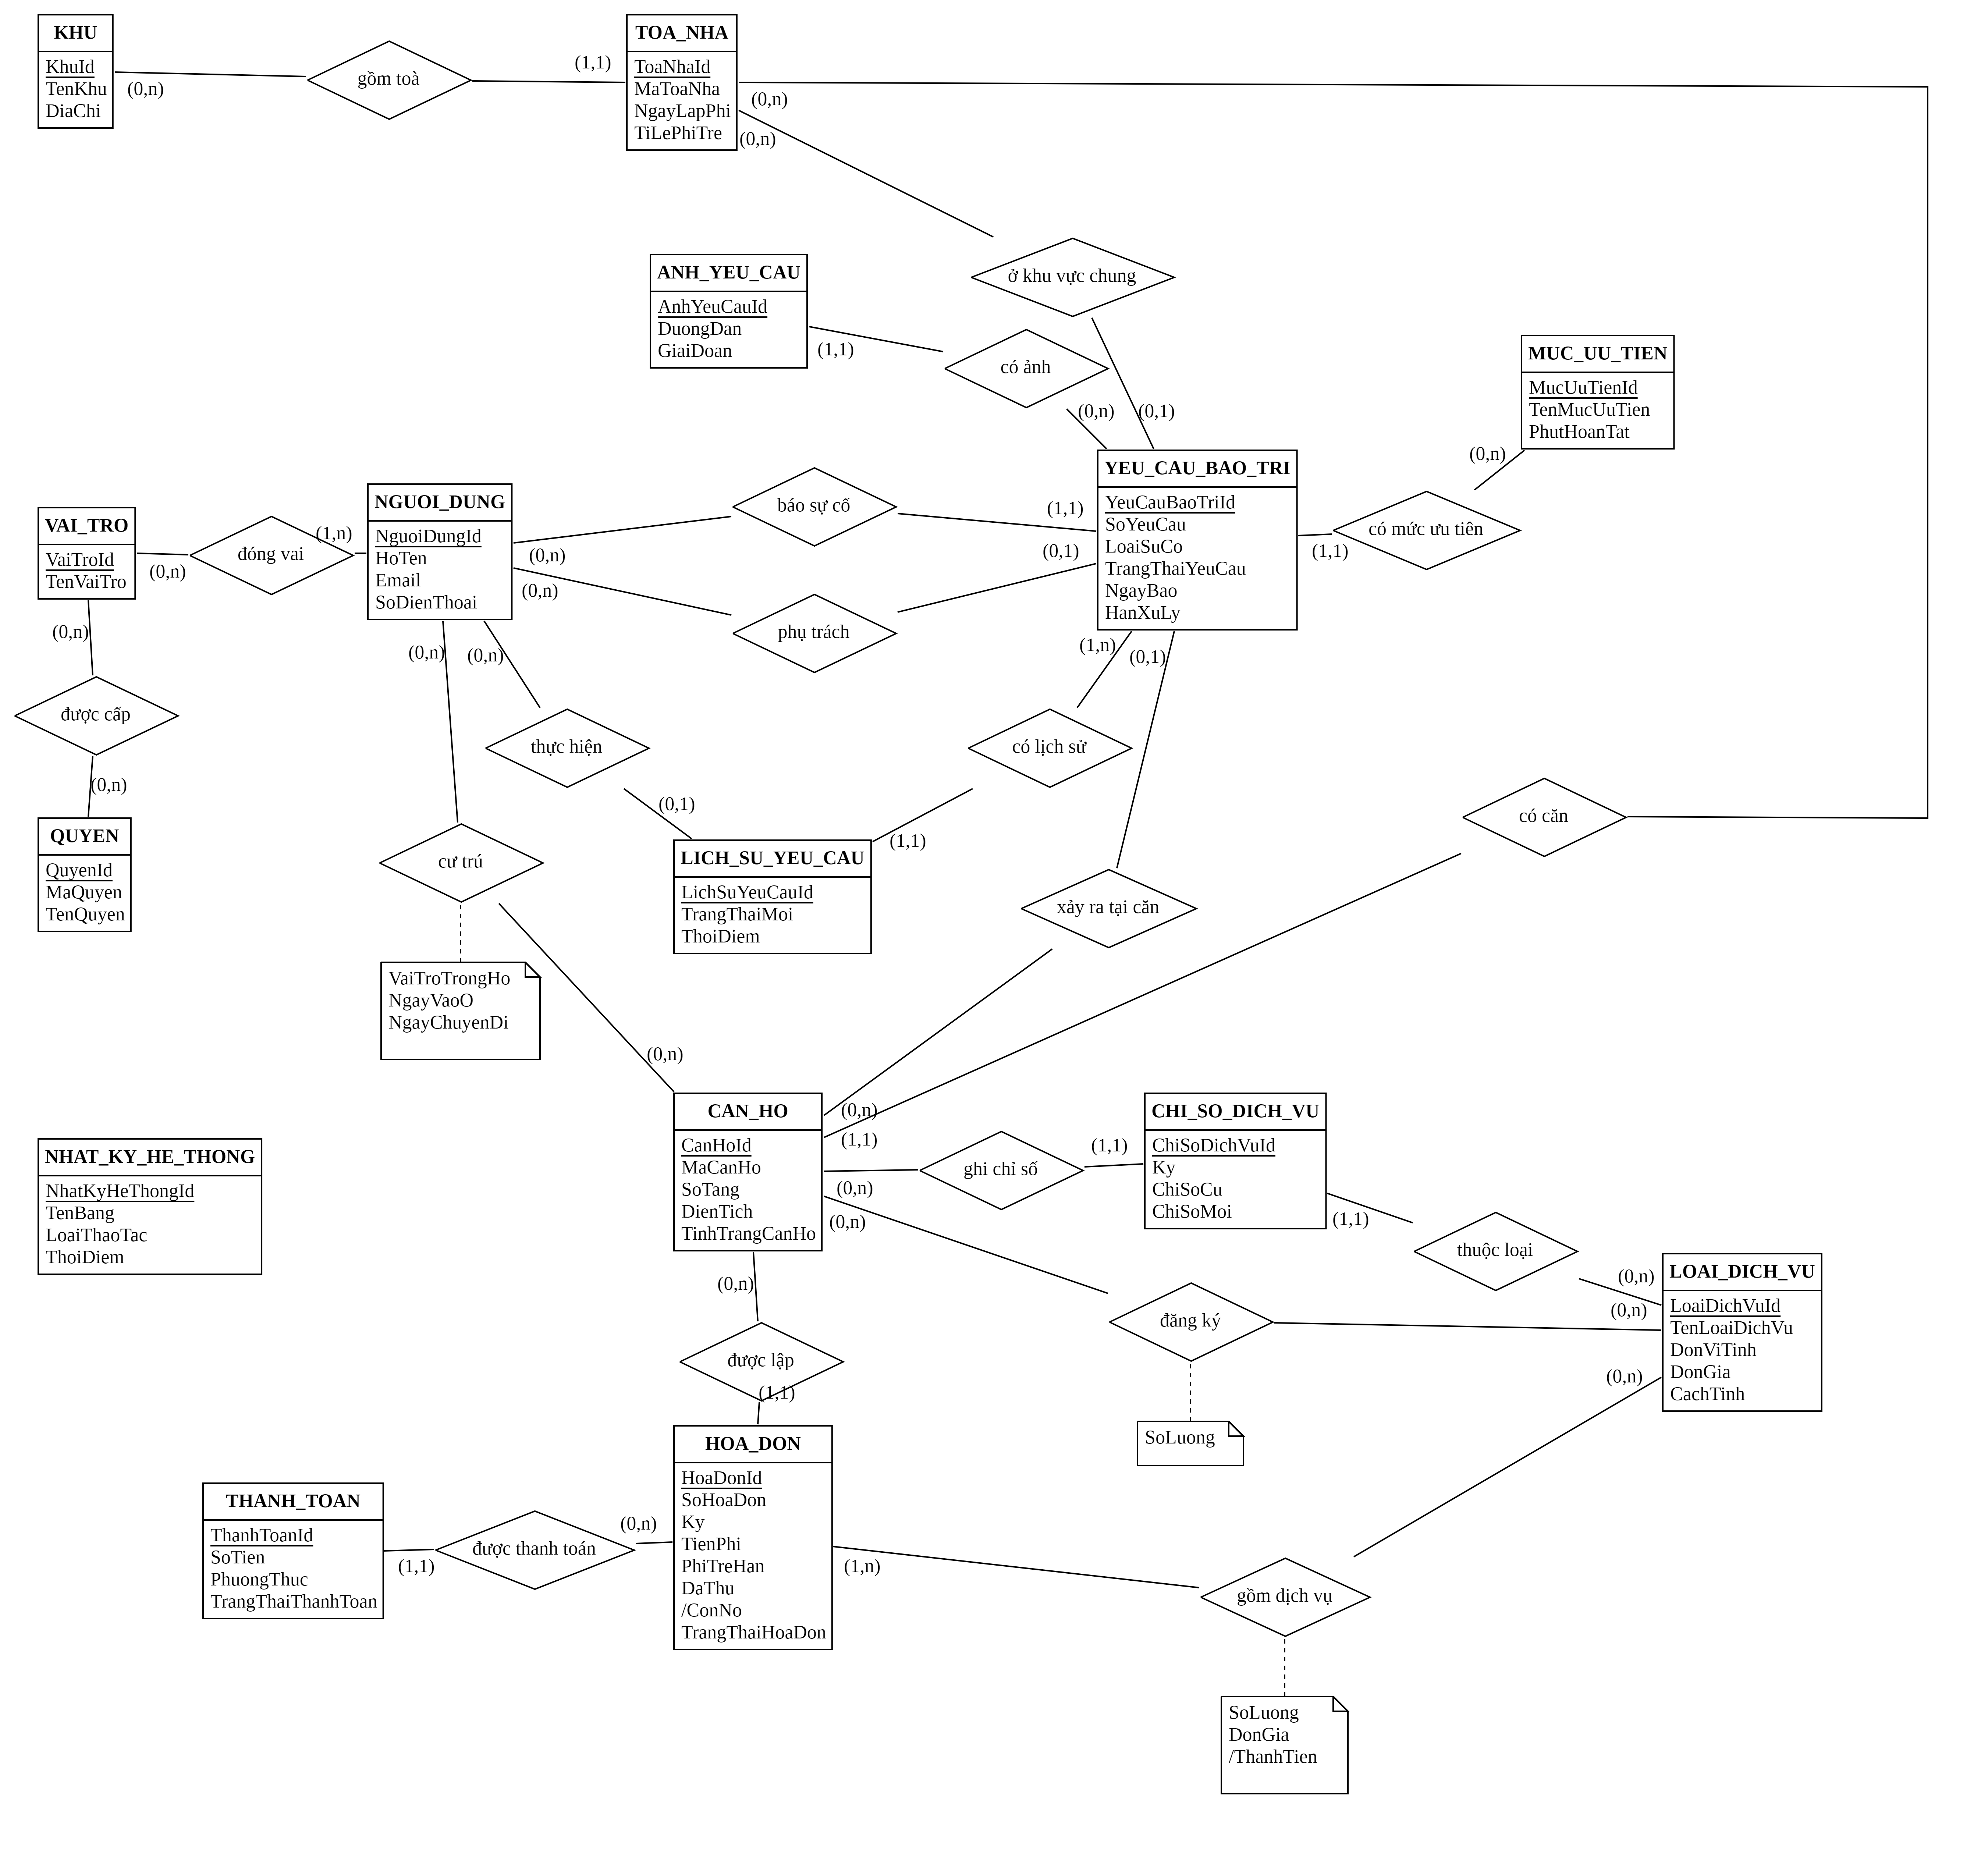 KHU
KhuId
TenKhu
DiaChi
(0,n)
gồm toà
(1,1)
TOA_NHA
ToaNhaId
MaToaNha
NgayLapPhi
TiLePhiTre
(0,n)
(0,n)
ở khu vực chung
ANH_YEU_CAU
AnhYeuCauId
DuongDan
GiaiDoan
(1,1)
có ảnh
(0,n)
(0,1)
MUC_UU_TIEN
MucUuTienId
TenMucUuTien
PhutHoanTat
(0,n)
có mức ưu tiên
(1,1)
YEU_CAU_BAO_TRI
YeuCauBaoTriId
SoYeuCau
LoaiSuCo
TrangThaiYeuCau
NgayBao
HanXuLy
VAI_TRO
VaiTroId
TenVaiTro
(0,n)
đóng vai
(1,n)
NGUOI_DUNG
NguoiDungId
HoTen
Email
SoDienThoai
(0,n)
báo sự cố
(1,1)
(0,n)
phụ trách
(0,1)
(0,n)
được cấp
(0,n)
QUYEN
QuyenId
MaQuyen
TenQuyen
(0,n)
(0,n)
thực hiện
(0,1)
(1,n)
(0,1)
có lịch sử
(1,1)
cư trú
VaiTroTrongHo
NgayVaoO
NgayChuyenDi
(0,n)
LICH_SU_YEU_CAU
LichSuYeuCauId
TrangThaiMoi
ThoiDiem
xảy ra tại căn
có căn
NHAT_KY_HE_THONG
NhatKyHeThongId
TenBang
LoaiThaoTac
ThoiDiem
CAN_HO
CanHoId
MaCanHo
SoTang
DienTich
TinhTrangCanHo
(0,n)
(1,1)
(0,n)
(0,n)
ghi chỉ số
(1,1)
CHI_SO_DICH_VU
ChiSoDichVuId
Ky
ChiSoCu
ChiSoMoi
(1,1)
thuộc loại
(0,n)
(0,n)
LOAI_DICH_VU
LoaiDichVuId
TenLoaiDichVu
DonViTinh
DonGia
CachTinh
(0,n)
đăng ký
SoLuong
(0,n)
được lập
(1,1)
HOA_DON
HoaDonId
SoHoaDon
Ky
TienPhi
PhiTreHan
DaThu
/ConNo
TrangThaiHoaDon
THANH_TOAN
ThanhToanId
SoTien
PhuongThuc
TrangThaiThanhToan
(1,1)
được thanh toán
(0,n)
(1,n)
gồm dịch vụ
SoLuong
DonGia
/ThanhTien